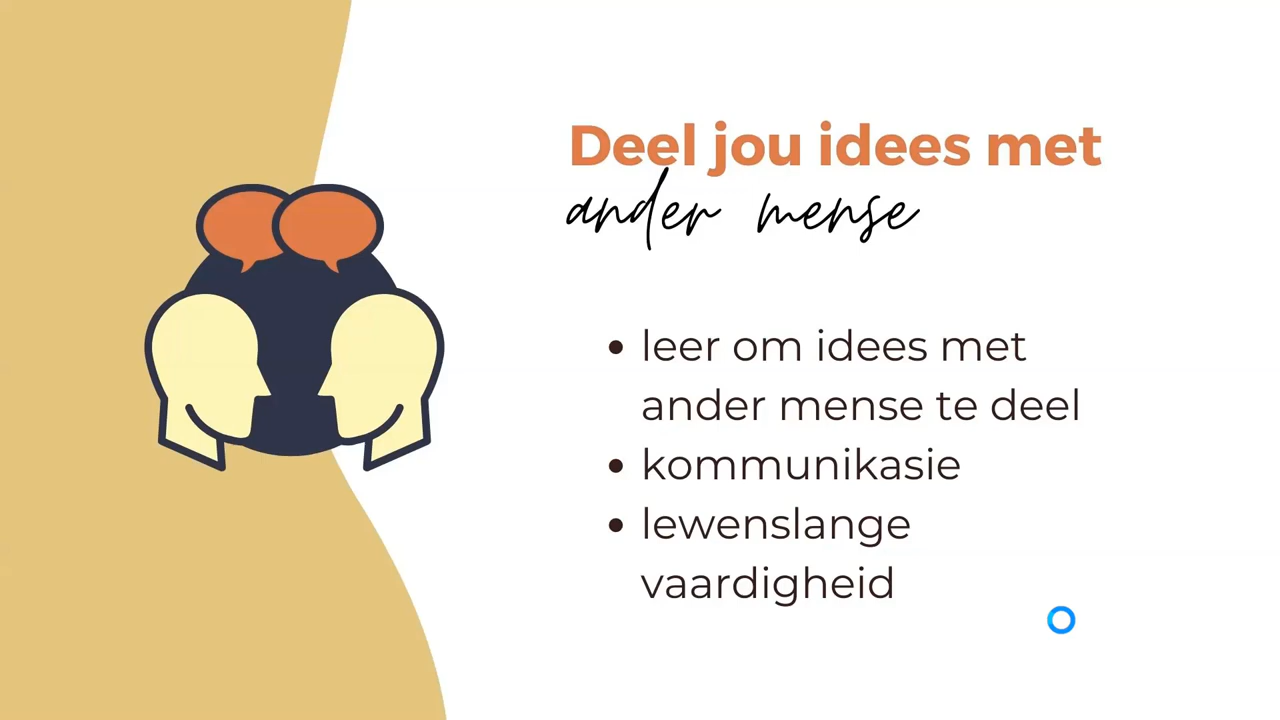 Deel jou idees met
ander mense
• leer om idees met
ander mense te deel
• kommunikasie
• lewenslange
vaardigheid